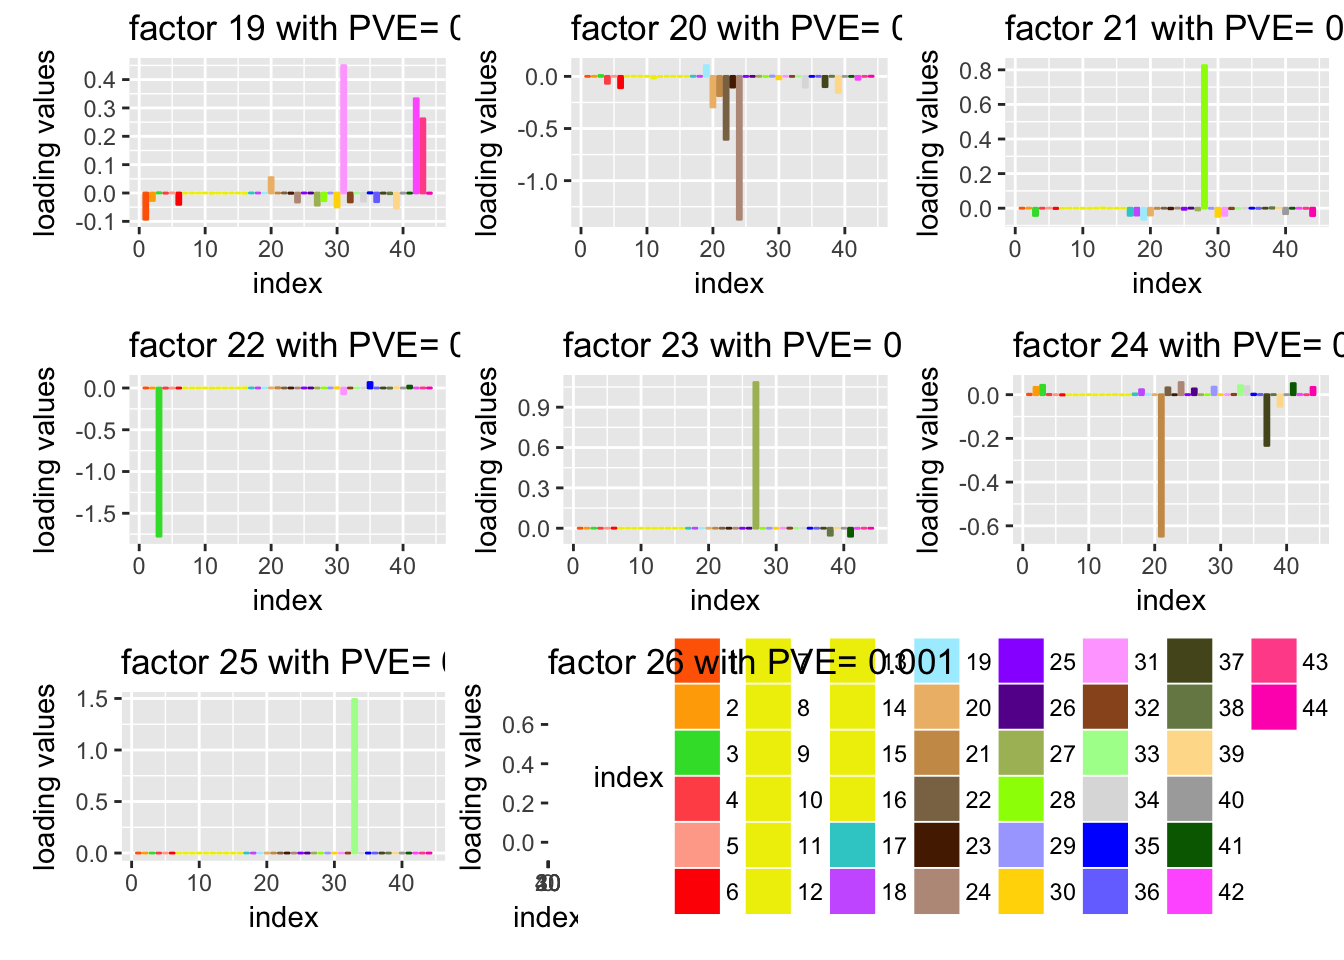 factor 19 with PVE= 0
factor 20 with PVE= 0
factor 21 with PVE= 0
loading values
0.4
0.3
0.2
0.1
0.0
-0.1
0 10 20 30 40
index
loading values
0.0
-0.5
-1.0
0 10 20 30 40
index
loading values
0.8
0.6
0.4
0.2
0.0
0 10 20 30 40
index
factor 22 with PVE= 0
factor 23 with PVE= 0
factor 24 with PVE= 0
loading values
0.0
-0.5
-1.0
-1.5
0 10 20 30 40
index
loading values
0.9
0.6
0.3
0.0
0 10 20 30 40
index
loading values
0.0
-0.2
-0.4
-0.6
0 10 20 30 40
index
factor 25 with PVE= 0
factor 26 with PVE= 0.001
loading values
1.5
1.0
0.5
0.0
0 10 20 30 40
index
loading values
0.6
0.4
0.2
0.0
index
index
7 13 19 25 31 37 43
2 8 14 20 26 32 38 44
3 9 15 21 27 33 39
4 10 16 22 28 34 40
5 11 17 23 29 35 41
6 12 18 24 30 36 42